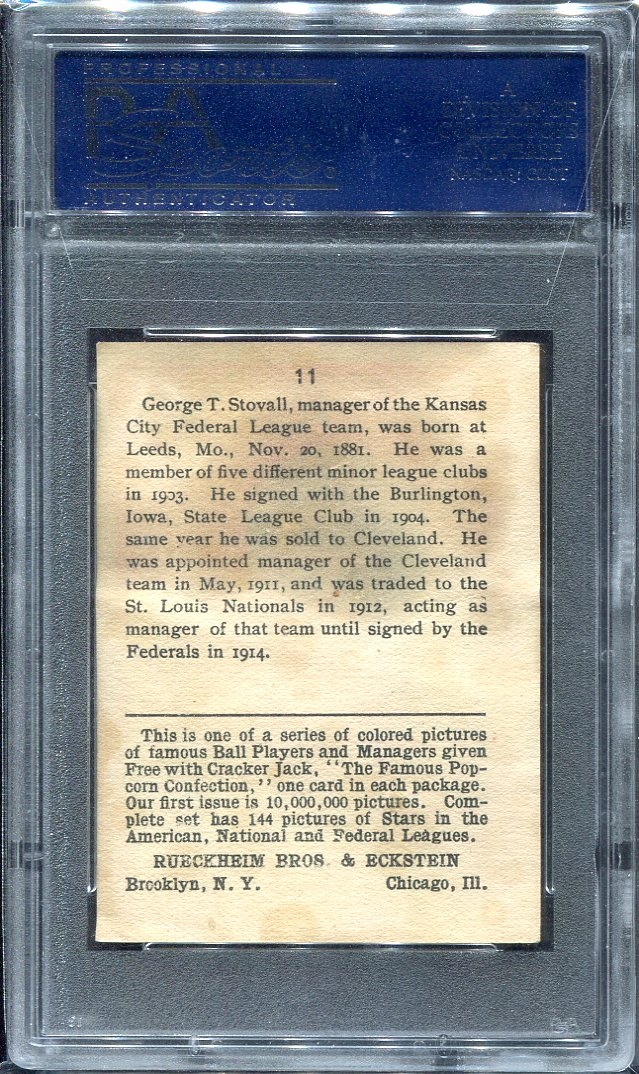 PROFESSIONAL
PSA
AUTHENTICATOR
A
DIVISION OF
COLLECTORS
UNIVERSE
NASDAQ: CLCT
11
George T. Stovall, manager of the Kansas
City Federal League team, was born at
Leeds, Mo., Nov. 20, 1881. He was a
member of five different minor league clubs
in 1903. He signed with the Burlington,
Iowa, State League Club in 1904. The
same year he was sold to Cleveland. He
was appointed manager of the Cleveland
team in May, 1911, and was traded to the
St. Louis Nationals in 1912, acting as
manager of that team until signed by the
Federals in 1914.
This is one of a series of colored pictures
of famous Ball Players and Managers given
Free with Cracker Jack, "The Famous Pop-
corn Confection," one card in each package.
Our first issue is 10,000,000 pictures. Com-
plete set has 144 pictures of Stars in the
American, National and Federal Leagues.
RUECKHEIM BROS. & ECKSTEIN
Brooklyn, N. Y. Chicago, Ill.